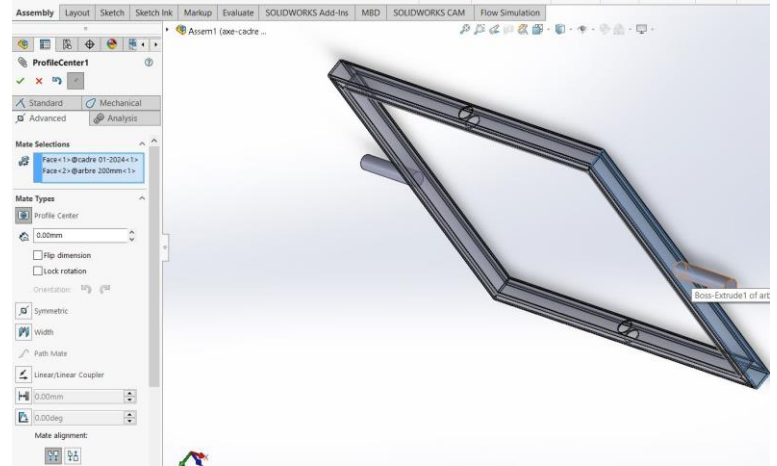 Assembly Layout Sketch Sketch Ink Markup Evaluate SOLIDWORKS Add-Ins MBD SOLIDWORKS CAM Flow Simulation
Assem1 (axe-cadre ...
ProfileCenter1
Standard Mechanical
Advanced Analysis
Mate Selections
Face<1>@cadre 01-2024<1>
Face<2>@arbre 200mm<1>
Mate Types
Profile Center
0.00mm
Flip dimension
Lock rotation
Orientation:
Symmetric
Width
Path Mate
Linear/Linear Coupler
0.00mm
Boss-Extrude1 of arb
0.00deg
Mate alignment: